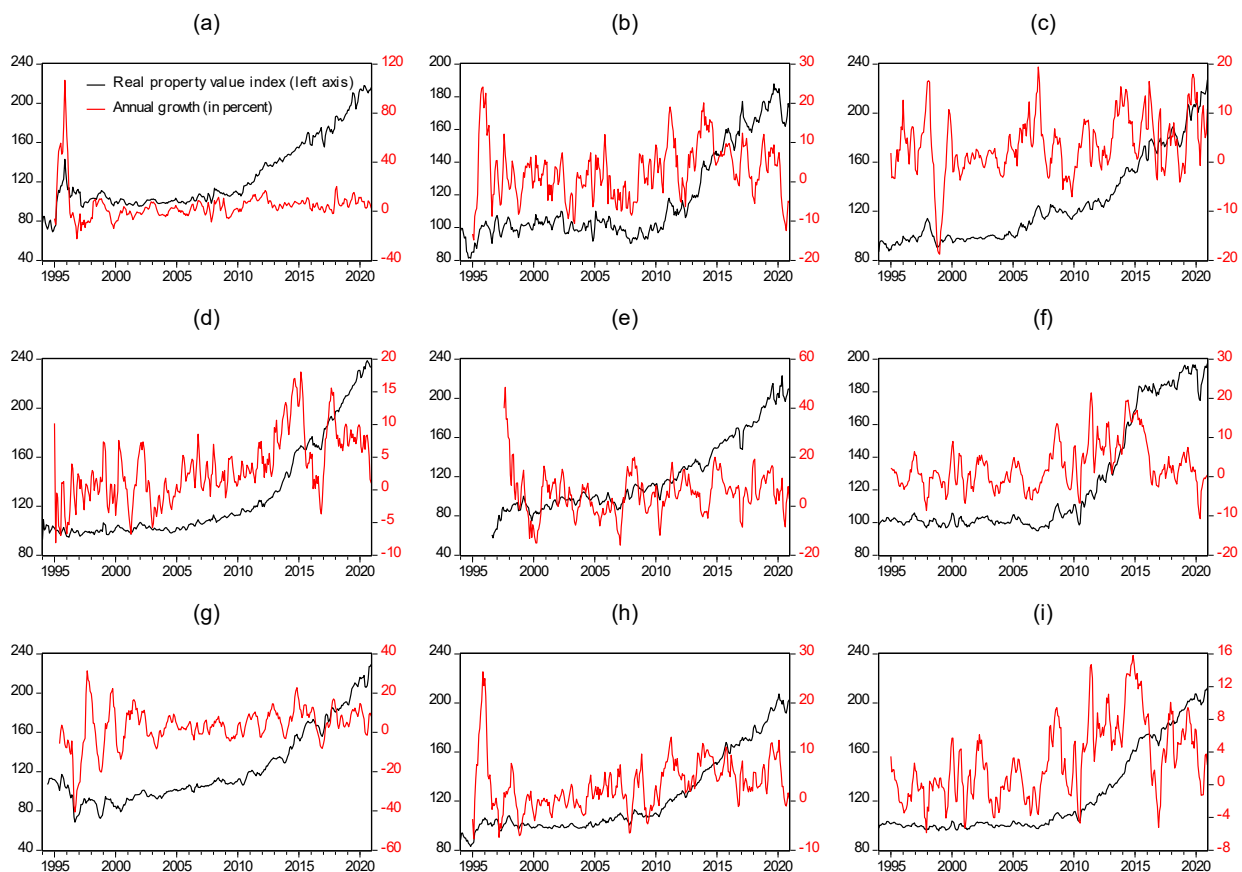 (a) (b) (c)
240 120 200 30 240 20
Real property value index (left axis)
Annual growth (in percent)
200 80 180 20 200 10
160 40 160 10 160 0
140
120 0 120 0 120 -10
100 -10
80
40 -40 80 -20 80 -20
1995 2000 2005 2010 2015 2020 1995 2000 2005 2010 2015 2020 1995 2000 2005 2010 2015 2020
(d) (e) (f)
240 20 240 60 200 30
200 15 200 40 180 20
160 10 160 20 160 10
5 140
120 0 120 0 120 0
-5 80 100 -10
80 -10 40 -20 80 -20
1995 2000 2005 2010 2015 2020 1995 2000 2005 2010 2015 2020 1995 2000 2005 2010 2015 2020
(g) (h) (i)
240 40 240 30 240 16
200 20 200 20 200 12
160 0 160 10 160 8
-20 4
120 -40 120 0 120 0
80 -4
40 -60 80 -10 80 -8
1995 2000 2005 2010 2015 2020 1995 2000 2005 2010 2015 2020 1995 2000 2005 2010 2015 2020